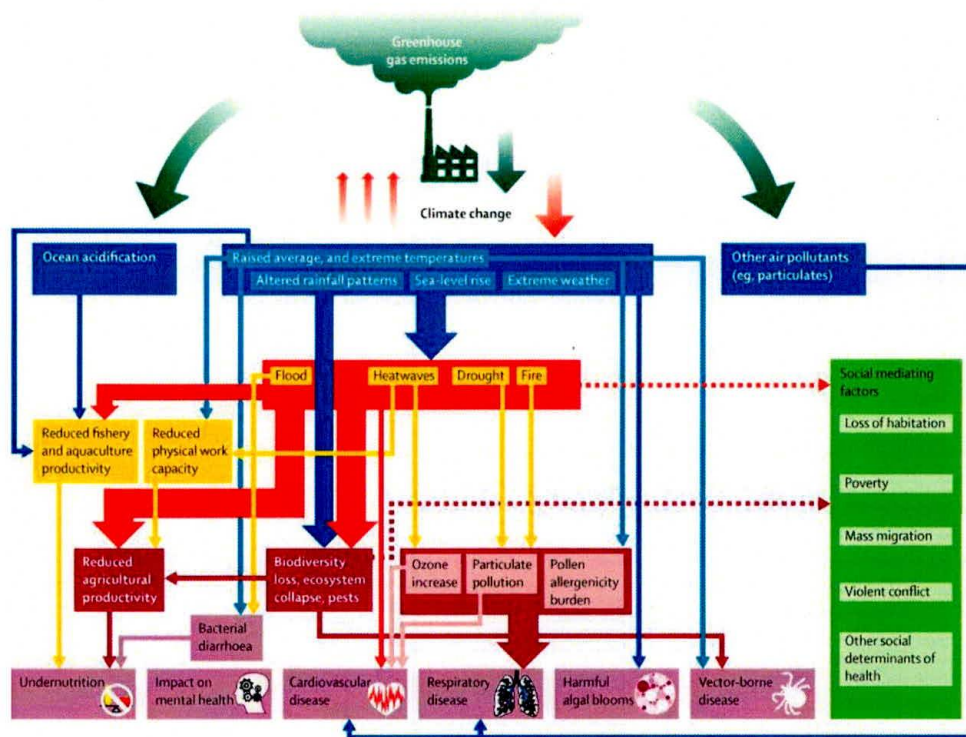 Greenhouse
gas emissions
Climate change
Ocean acidification
Raised average, and extreme temperatures
Altered rainfall patterns
Sea-level rise
Extreme weather
Other air pollutants
(eg, particulates)
Flood
Heatwaves
Drought
Fire
Social mediating
factors
Loss of habitation
Poverty
Mass migration
Violent conflict
Other social
determinants of
health
Reduced fishery
and aquaculture
productivity
Reduced
physical work
capacity
Reduced
agricultural
productivity
Biodiversity
loss, ecosystem
collapse, pests
Ozone
increase
Particulate
pollution
Pollen
allergenicity
burden
Bacterial
diarrhoea
Undernutrition
Impact on
mental health
Cardiovascular
disease
Respiratory
disease
Harmful
algal blooms
Vector-borne
disease